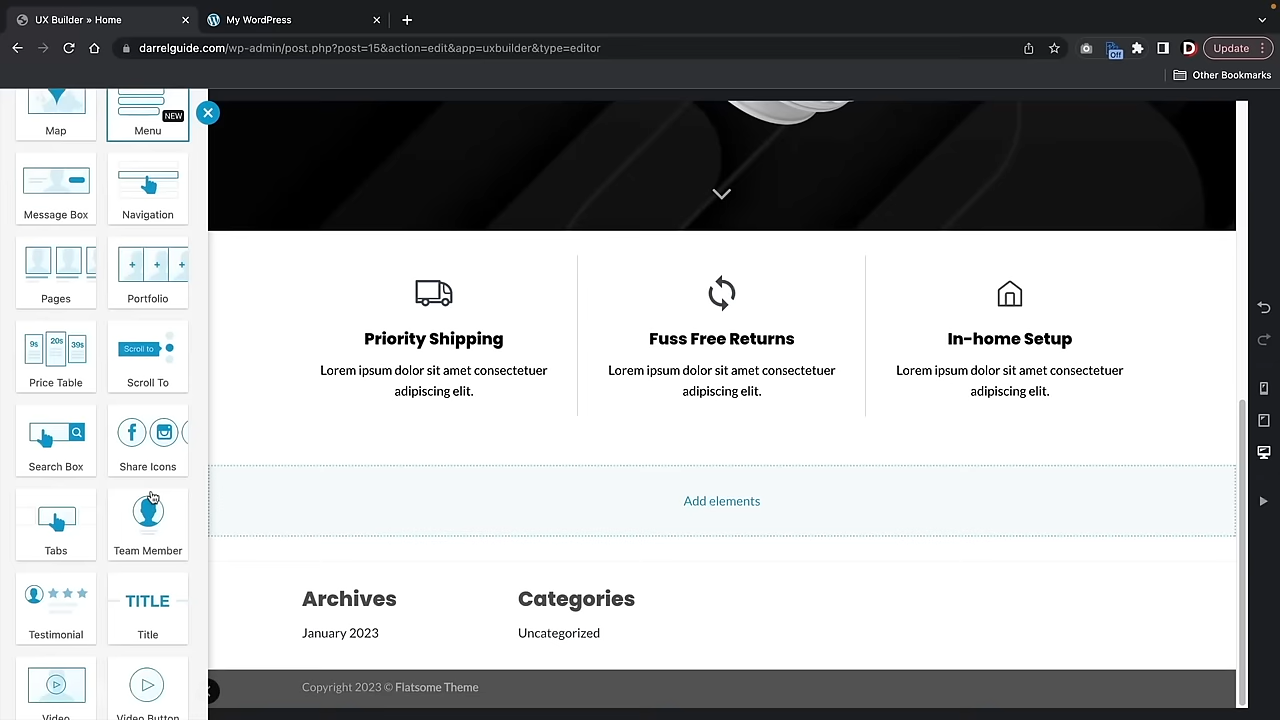 UX Builder » Home
My WordPress
darrelguide.com/wp-admin/post.php?post=15&action=edit&app=uxbuilder&type=editor
Off
D
Update
Other Bookmarks
Map
Menu
NEW
Message Box
Navigation
Pages
Portfolio
9s 20s 39s
Price Table
Scroll to
Scroll To
Search Box
Share Icons
Tabs
Team Member
Testimonial
TITLE
Title
Video
Video Button
Priority Shipping
Lorem ipsum dolor sit amet consectetuer
adipiscing elit.
Fuss Free Returns
Lorem ipsum dolor sit amet consectetuer
adipiscing elit.
In-home Setup
Lorem ipsum dolor sit amet consectetuer
adipiscing elit.
Add elements
Archives
January 2023
Categories
Uncategorized
Copyright 2023 © Flatsome Theme